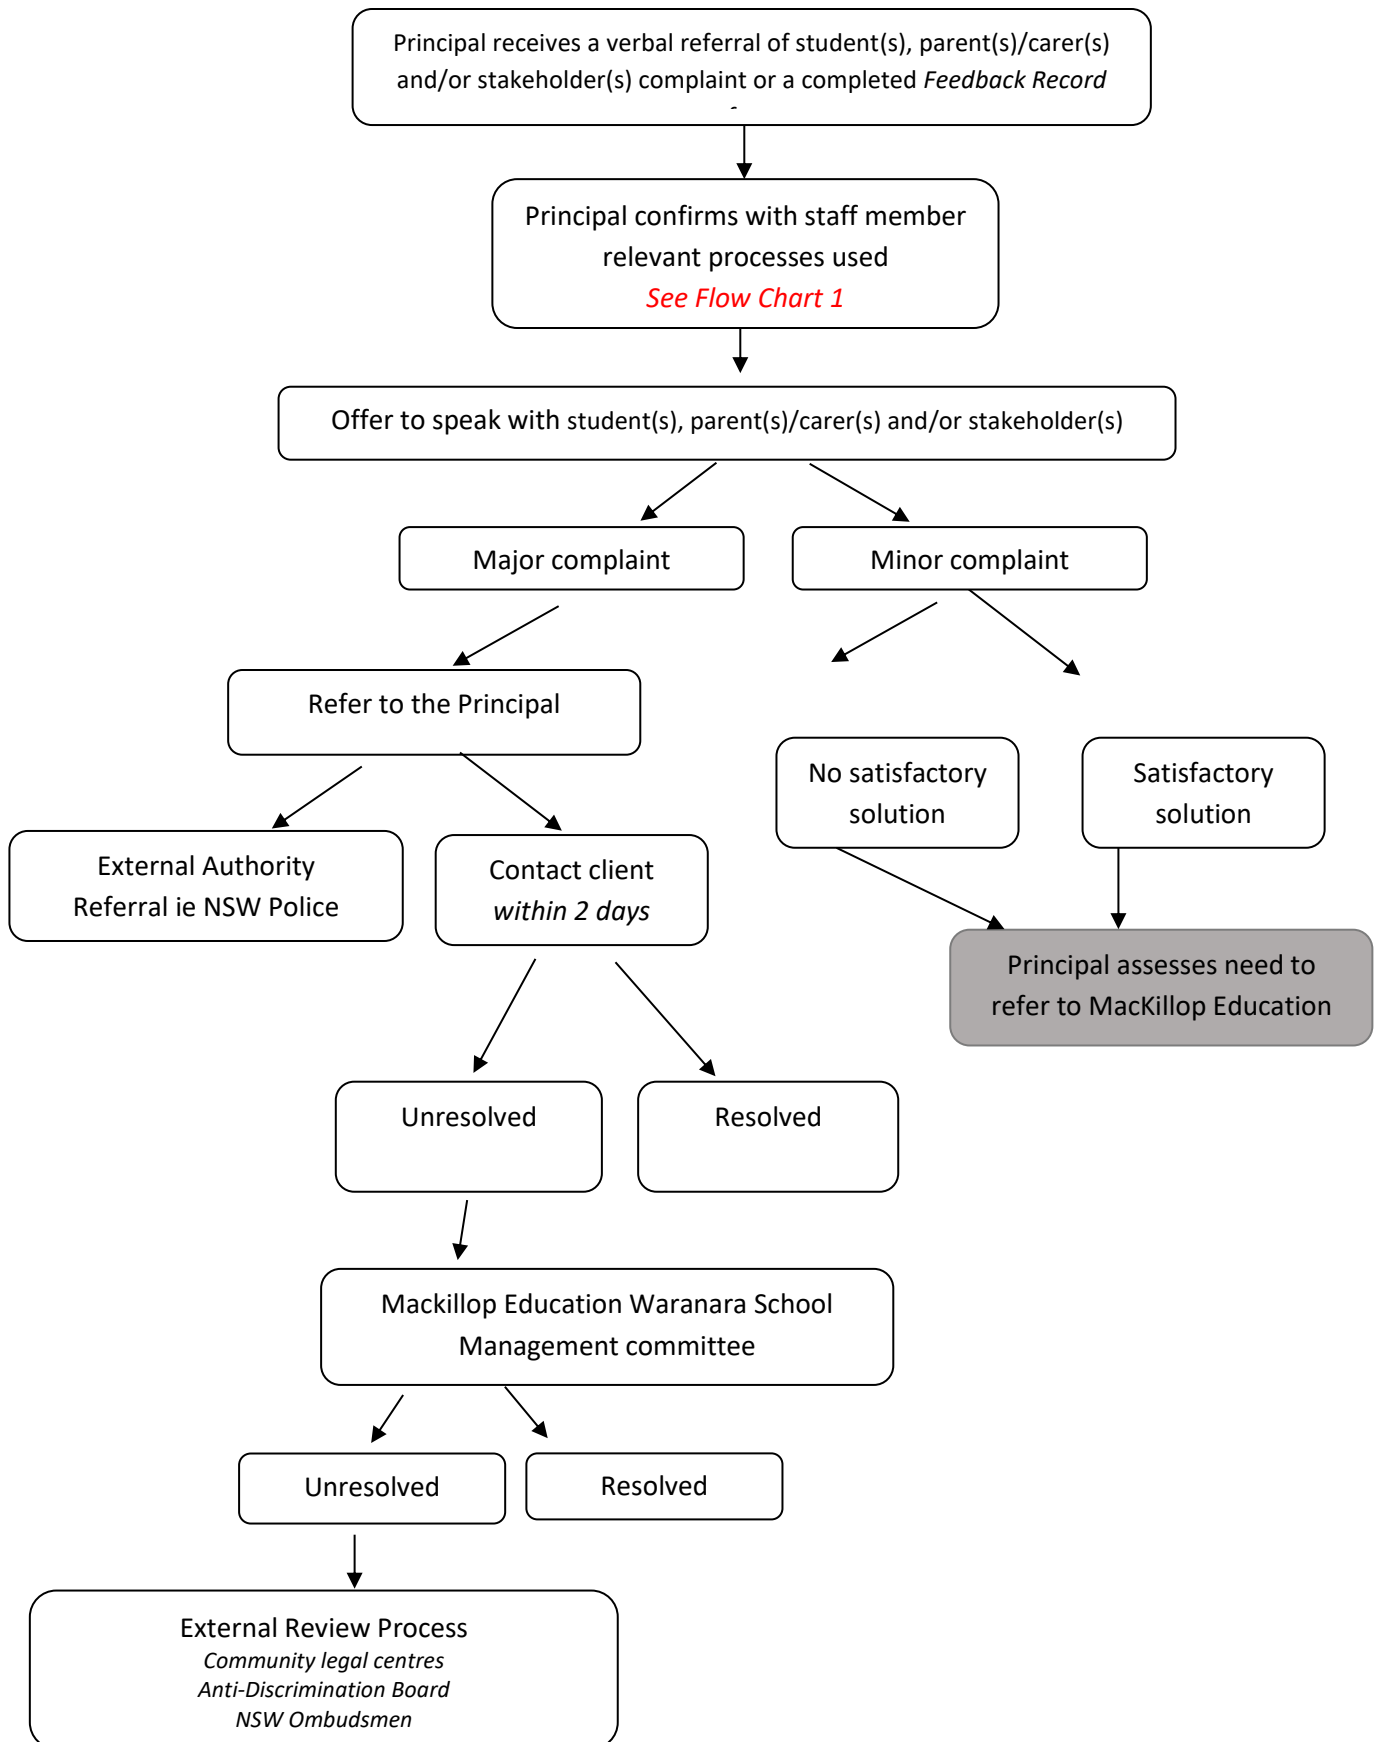 Principal receives a verbal referral of student(s), parent(s)/carer(s)
and/or stakeholder(s) complaint or a completed Feedback Record
Principal confirms with staff member
relevant processes used
See Flow Chart 1
Offer to speak with student(s), parent(s)/carer(s) and/or stakeholder(s)
Major complaint
Minor complaint
Refer to the Principal
No satisfactory
solution
Satisfactory
solution
External Authority
Referral ie NSW Police
Contact client
within 2 days
Principal assesses need to
refer to MacKillop Education
Unresolved
Resolved
Mackillop Education Waranara School
Management committee
Unresolved
Resolved
External Review Process
Community legal centres
Anti-Discrimination Board
NSW Ombudsmen